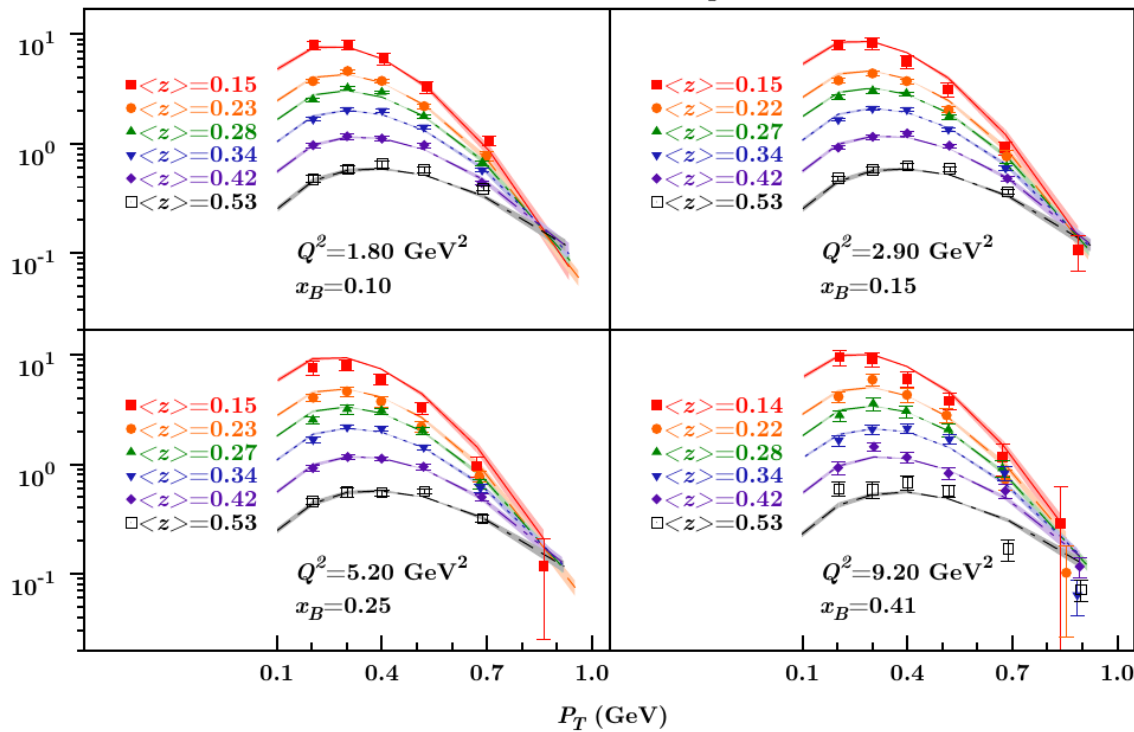 10^1
10^0
10^-1
<z>=0.15
<z>=0.23
<z>=0.28
<z>=0.34
<z>=0.42
<z>=0.53
Q^2=1.80 GeV^2
x_B=0.10
<z>=0.15
<z>=0.22
<z>=0.27
<z>=0.34
<z>=0.42
<z>=0.53
Q^2=2.90 GeV^2
x_B=0.15
10^1
10^0
10^-1
<z>=0.15
<z>=0.23
<z>=0.27
<z>=0.34
<z>=0.42
<z>=0.53
Q^2=5.20 GeV^2
x_B=0.25
<z>=0.14
<z>=0.22
<z>=0.28
<z>=0.34
<z>=0.42
<z>=0.53
Q^2=9.20 GeV^2
x_B=0.41
0.1 0.4 0.7 1.0 0.1 0.4 0.7 1.0
P_T (GeV)